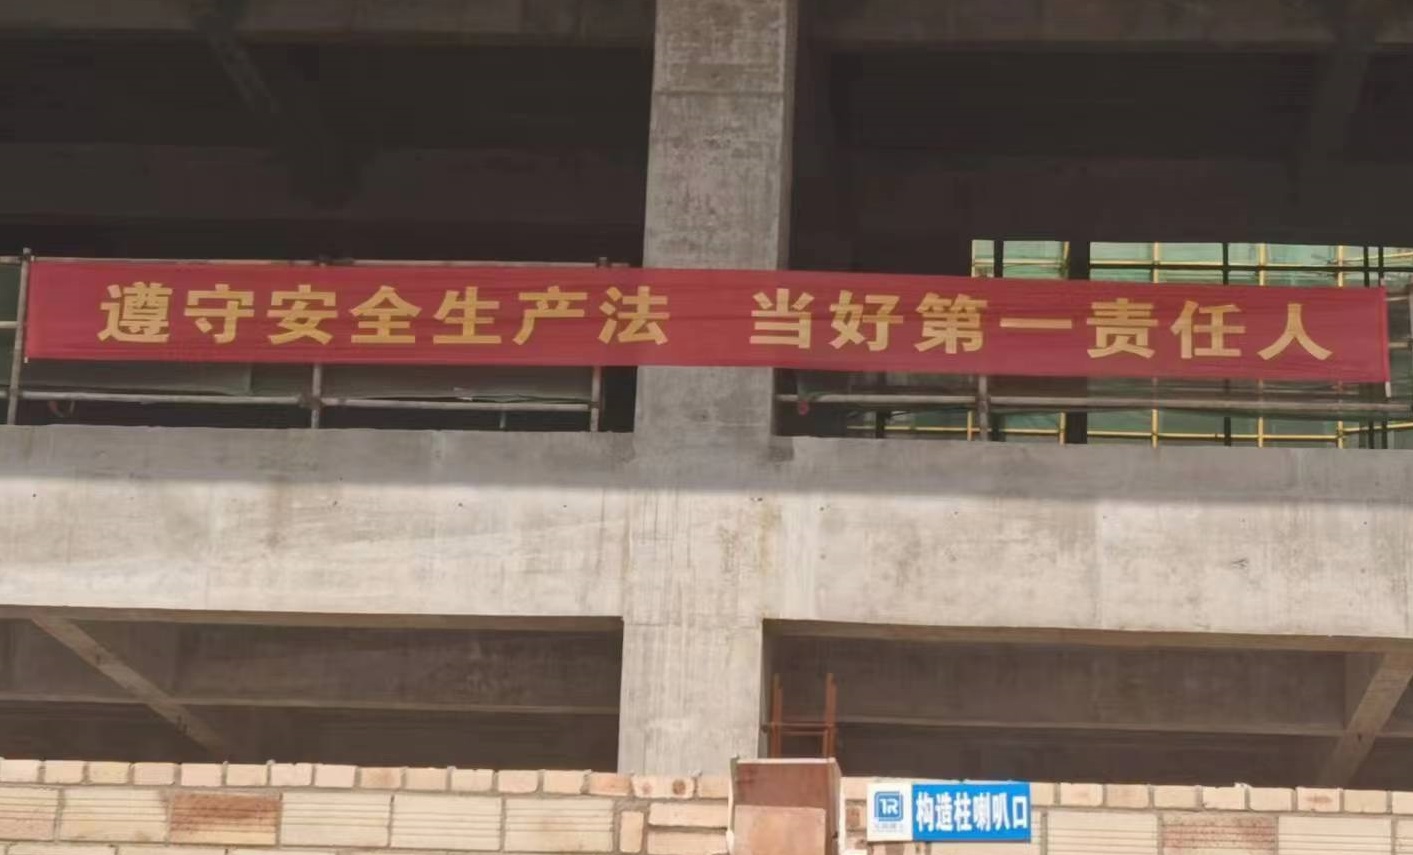 遵守安全生产法 当好第一责任人
构造柱喇叭口